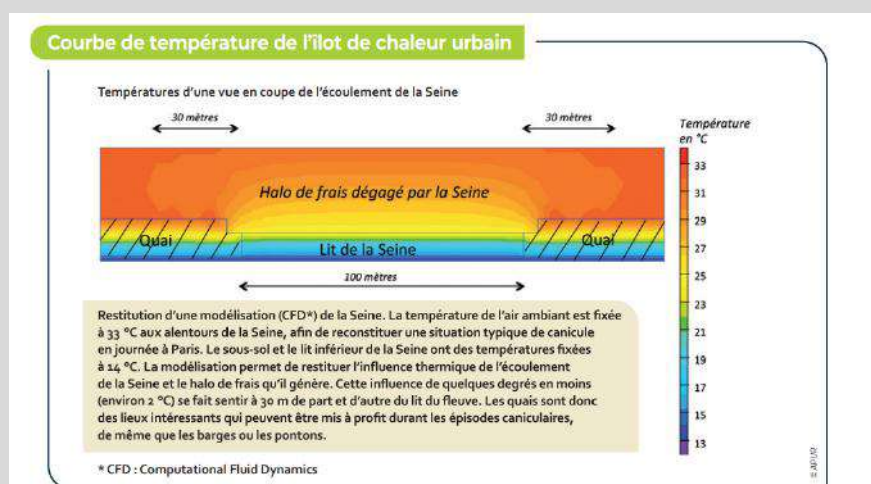 Courbe de température de l'îlot de chaleur urbain
Températures d'une vue en coupe de l'écoulement de la Seine
30 mètres
30 mètres
Température
en °C
Halo de frais dégagé par la Seine
Quai
Lit de la Seine
Quai
100 mètres
33
31
29
27
25
23
21
19
17
15
13
Restitution d'une modélisation (CFD*) de la Seine. La température de l'air ambiant est fixée
à 33 °C aux alentours de la Seine, afin de reconstituer une situation typique de canicule
en journée à Paris. Le sous-sol et le lit inférieur de la Seine ont des températures fixées
à 14 °C. La modélisation permet de restituer l'influence thermique de l'écoulement
de la Seine et le halo de frais qu'il génère. Cette influence de quelques degrés en moins
(environ 2 °C) se fait sentir à 30 m de part et d'autre du lit du fleuve. Les quais sont donc
des lieux intéressants qui peuvent être mis à profit durant les épisodes caniculaires,
de même que les barges ou les pontons.
* CFD : Computational Fluid Dynamics
© APUR